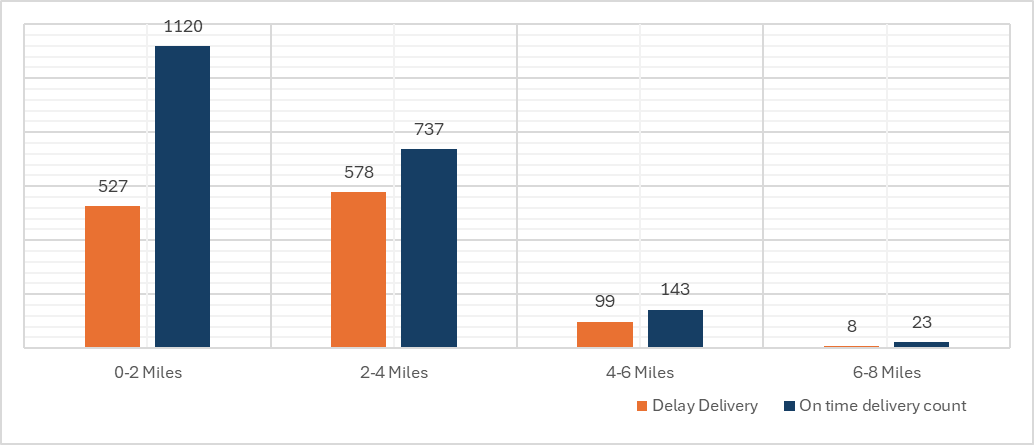 1120
737
578
527
143
99
23
8
0-2 Miles
2-4 Miles
4-6 Miles
6-8 Miles
Delay Delivery
On time delivery count